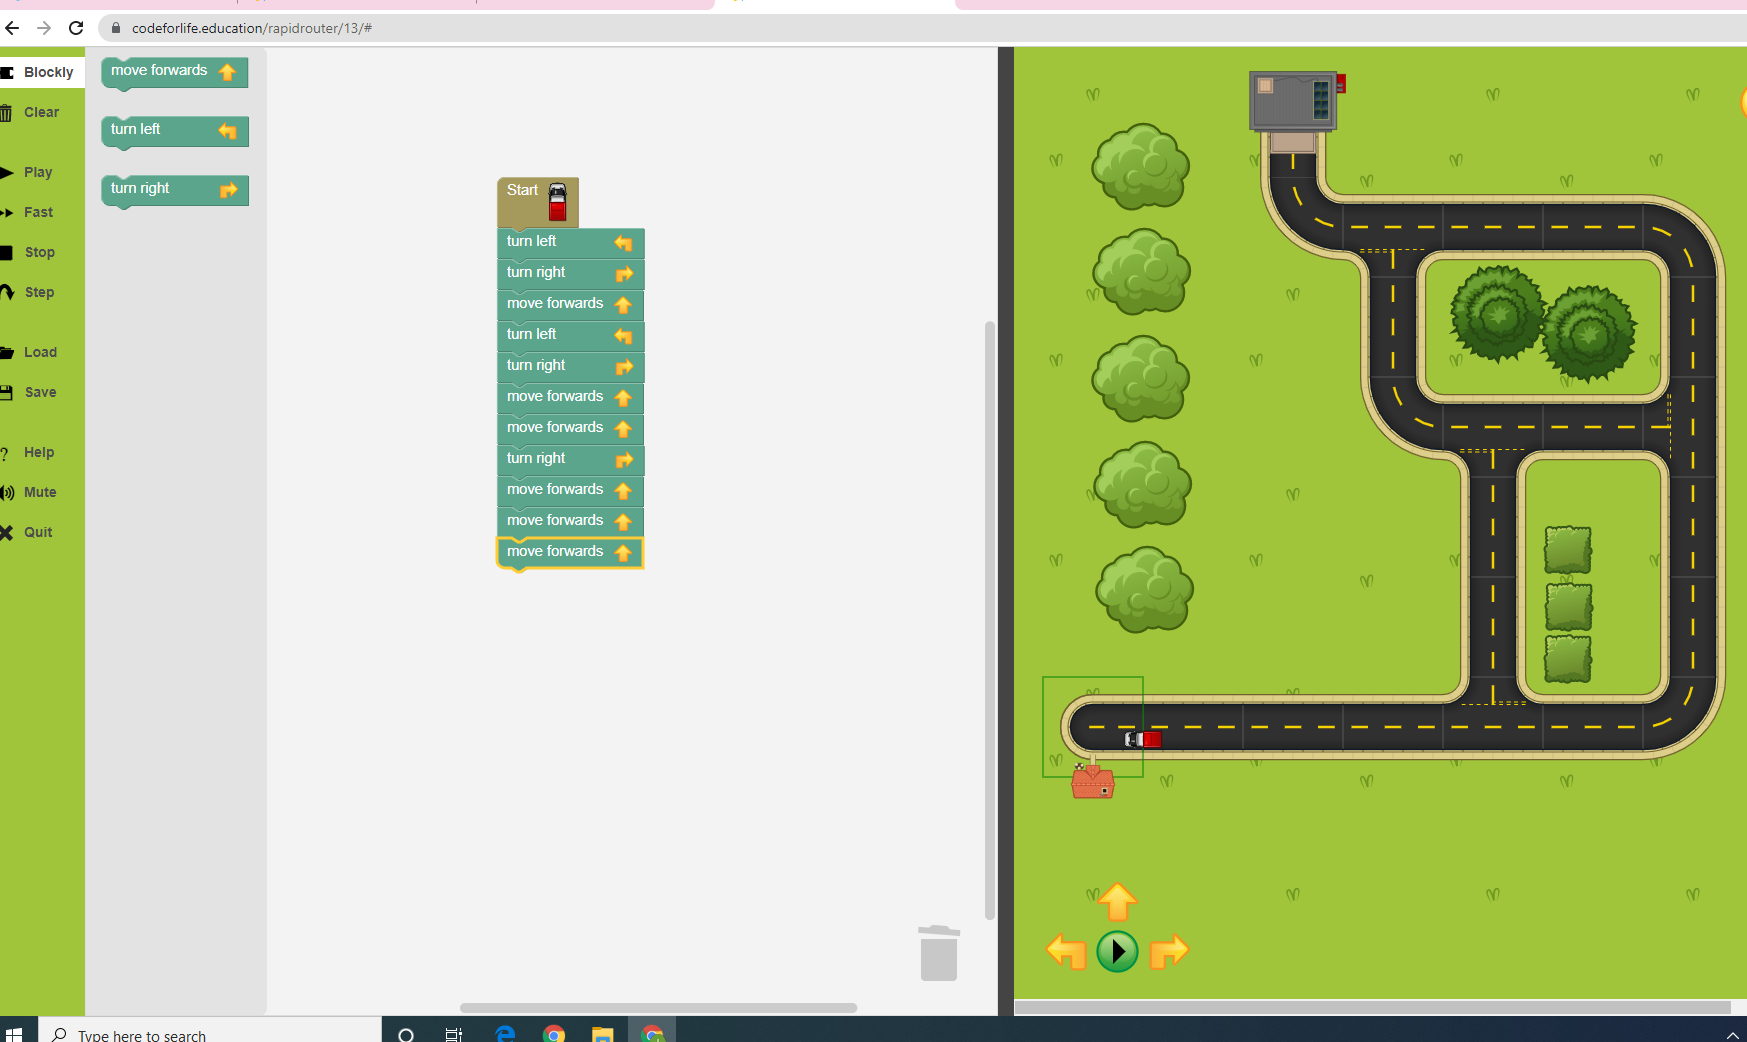 codeforlife.education/rapidrouter/13/#
Blockly
Clear
Play
Fast
Stop
Step
Load
Save
Help
Mute
Quit
move forwards
turn left
turn right
Start
turn left
turn right
move forwards
turn left
turn right
move forwards
move forwards
turn right
move forwards
move forwards
move forwards
Type here to search